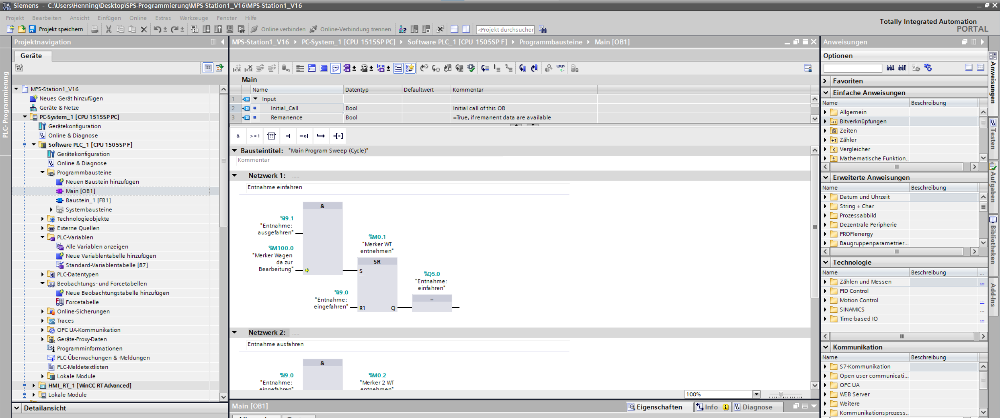 Siemens - C:\Users\Henning\Desktop\SPS-Programmierung\MPS-Station1_V16\MPS-Station1_V16
Projekt Bearbeiten Ansicht Einfügen Online Extras Werkzeuge Fenster Hilfe
Totally Integrated Automation
PORTAL
Projekt speichern
Online verbinden
Online-Verbindung trennen
<Projekt durchsuchen
PLC-Programmierung
Projektnavigation
Geräte
MPS-Station1_V16
Neues Gerät hinzufügen
Geräte & Netze
PC-System_1 [CPU 1515SP PC]
Gerätekonfiguration
Online & Diagnose
Software PLC_1 [CPU 1505SP F]
Gerätekonfiguration
Online & Diagnose
Programmbausteine
Neuen Baustein hinzufügen
Main [OB1]
Baustein_1 [FB1]
Systembausteine
Technologieobjekte
Externe Quellen
PLC-Variablen
Alle Variablen anzeigen
Neue Variablentabelle hinzufügen
Standard-Variablentabelle [87]
PLC-Datentypen
Beobachtungs- und Forcetabellen
Neue Beobachtungstabelle hinzufügen
Forcetabelle
Online-Sicherungen
Traces
OPC UA-Kommunikation
Geräte-Proxy-Daten
Programminformationen
PLC-Überwachungen & -Meldungen
PLC-Meldetextlisten
Lokale Module
HMI_RT_1 [WinCC RT Advanced]
Lokale Module
Detailansicht
MPS-Station1_V16 PC-System_1 [CPU 1515SP PC] Software PLC_1 [CPU 1505SP F] Programmbausteine Main [OB1]
Main
Name Datentyp Defaultwert Kommentar
1 Input
2 Initial_Call Bool Initial call of this OB
3 Remanence Bool =True, if remanent data are available
& >=1 ??
Bausteintitel: "Main Program Sweep (Cycle)"
Kommentar
Netzwerk 1: .....
Entnahme einfahren
&
%I9.1
"Entnahme:
ausgefahren"
%M100.0
"Merker Wagen
da zur
Bearbeitung"
%M0.1
"Merker WT
entnehmen"
SR
S
%I9.0
"Entnahme:
eingefahren"
R1 Q
%Q5.0
"Entnahme:
einfahren"
=
Netzwerk 2: .....
Entnahme ausfahren
&
%I9.0
"Entnahme:
eingefahren"
%M0.2
"Merker 2 WT
entnehmen"
100%
Main [OB1]
Eigenschaften Info Diagnose
Anweisungen
Optionen
Favoriten
Einfache Anweisungen
Name Beschreibung
Allgemein
Bitverknüpfungen
Zeiten
Zähler
Vergleicher
Mathematische Funktion..
Erweiterte Anweisungen
Name Beschreibung
Datum und Uhrzeit
String + Char
Prozessabbild
Dezentrale Peripherie
PROFIenergy
Baugruppenparametrier...
Technologie
Name Beschreibung ...
Zählen und Messen ...
PID Control
Motion Control ...
SINAMICS ...
Time-based IO ...
Kommunikation
Name Beschreibung
S7-Kommunikation
Open user communicati...
OPC UA
WEB Server
Weitere
Kommunikationsprozess..
Anweisungen
Testen
Aufgaben
Bibliotheken
Add-Ins